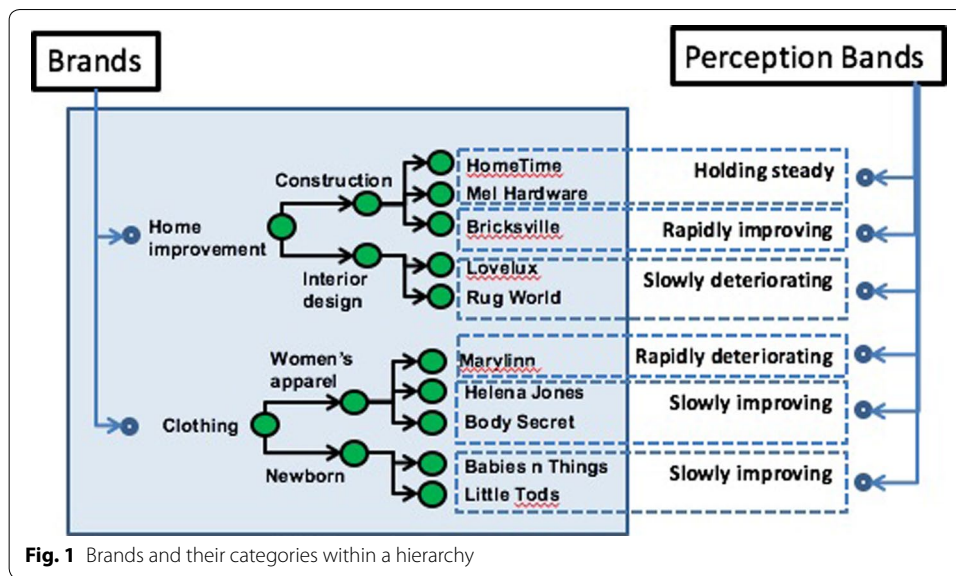 Brands
Perception Bands
Home
improvement
Construction
HomeTime
Mel Hardware
Holding steady
Bricksville
Rapidly improving
Interior
design
Lovelux
Rug World
Slowly deteriorating
Clothing
Women's
apparel
Marylinn
Rapidly deteriorating
Helena Jones
Body Secret
Slowly improving
Newborn
Babies n Things
Little Tods
Slowly improving
Fig. 1 Brands and their categories within a hierarchy